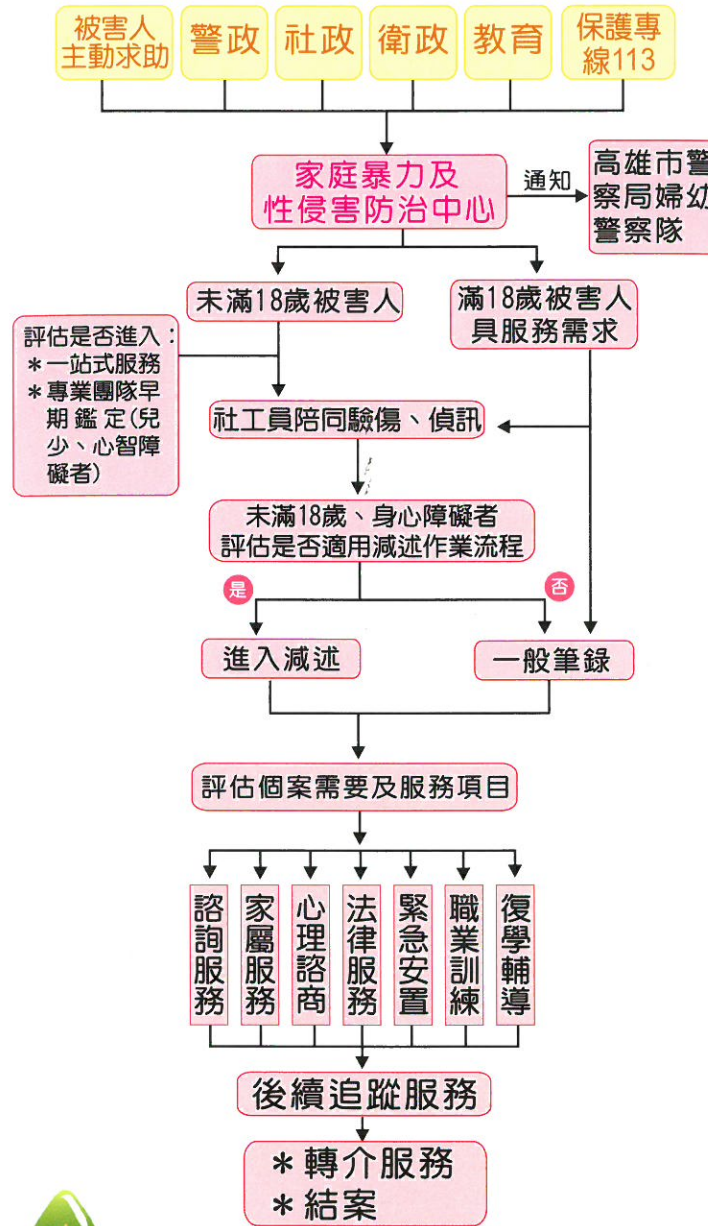 被害人
主動求助
警政
社政
衛政
教育
保護專
線113
家庭暴力及
性侵害防治中心
通知
高雄市警
察局婦幼
警察隊
未滿18歲被害人
滿18歲被害人
具服務需求
評估是否進入：
＊一站式服務
＊專業團隊早
期鑑定(兒
少、心智障
礙者)
社工員陪同驗傷、偵訊
未滿18歲、身心障礙者
評估是否適用減述作業流程
是
否
進入減述
一般筆錄
評估個案需要及服務項目
諮詢服務
家屬服務
心理諮商
法律服務
緊急安置
職業訓練
復學輔導
後續追蹤服務
＊轉介服務
＊結案